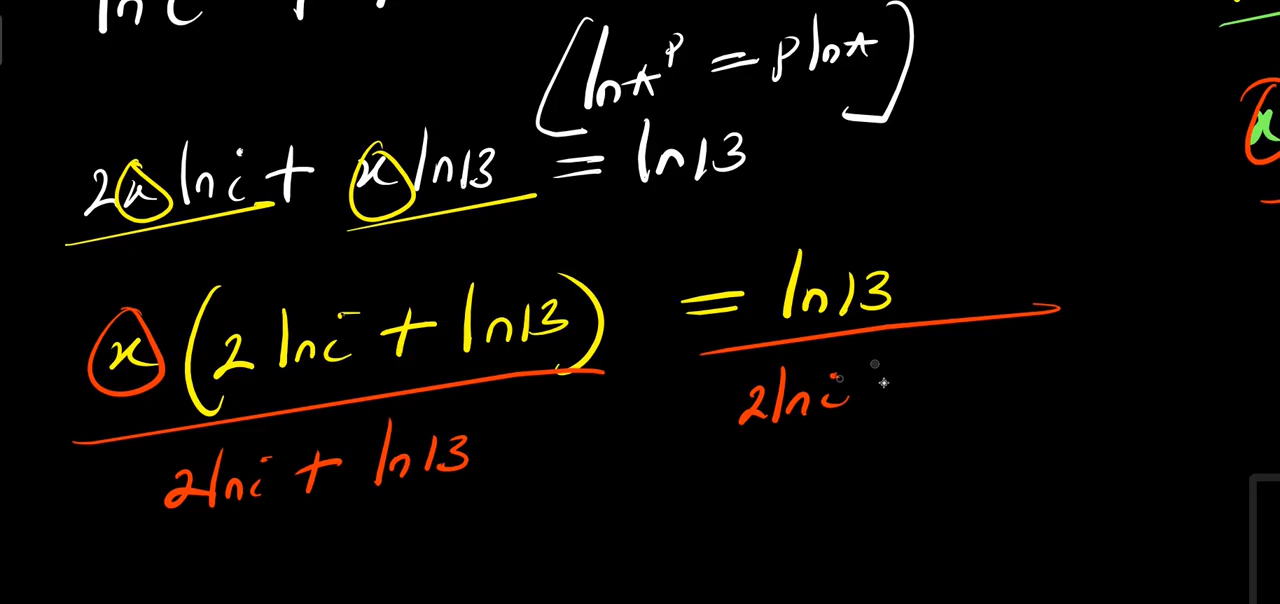 ln i
[ln A^p = p ln A]
2x ln i + x ln 13 = ln 13
x
x (2 ln i + ln 13) = ln 13
2 ln i + ln 13
2 ln i